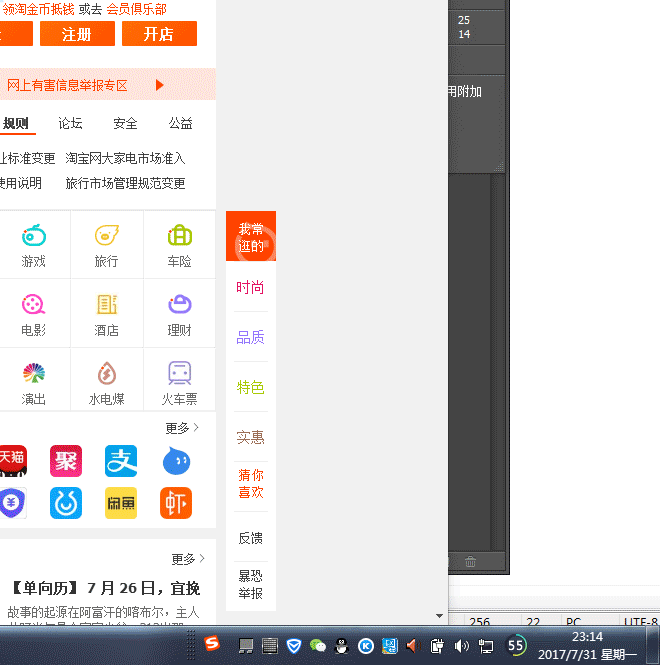 领淘金币抵钱 或去 会员俱乐部
注册 开店
网上有害信息举报专区
规则 论坛 安全 公益
标准变更 淘宝网大家电市场准入
使用说明 旅行市场管理规范变更
游戏 旅行 车险
电影 酒店 理财
演出 水电煤 火车票
更多
天猫 聚 支
闲鱼 虾
更多
【单向历】 7 月 26 日，宜挽
故事的起源在阿富汗的喀布尔，主人
我常
逛的
时尚
品质
特色
实惠
猜你
喜欢
反馈
暴恐
举报
25
14
用附加
256 22 PC UTF-8
55
23:14
2017/7/31 星期一